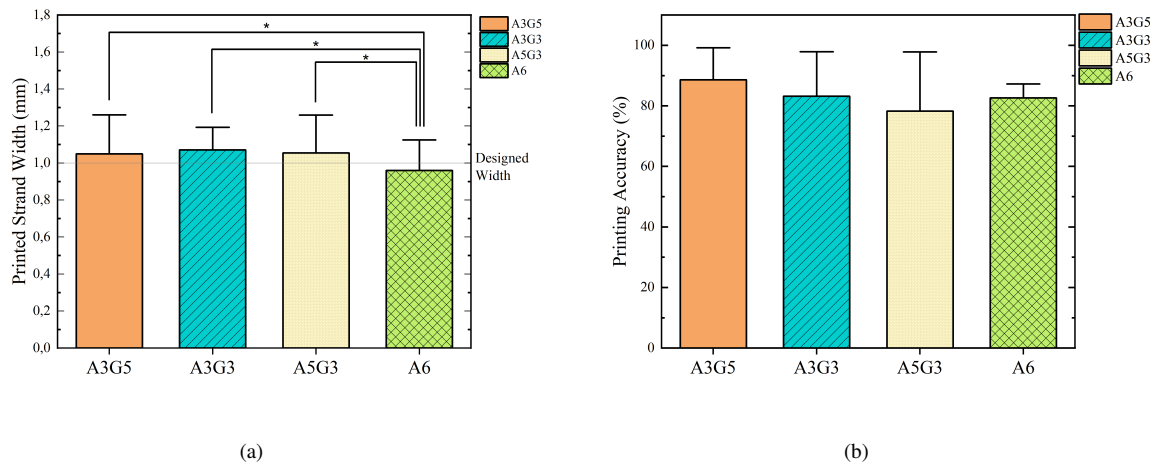 Printed Strand Width (mm)
1,8
1,6
1,4
1,2
1,0
0,8
0,6
0,4
0,2
0,0
*
*
*
A3G5
A3G3
A5G3
A6
Designed
Width
A3G5
A3G3
A5G3
A6
(a)
Printing Accuracy (%)
100
80
60
40
20
0
A3G5
A3G3
A5G3
A6
A3G5
A3G3
A5G3
A6
(b)